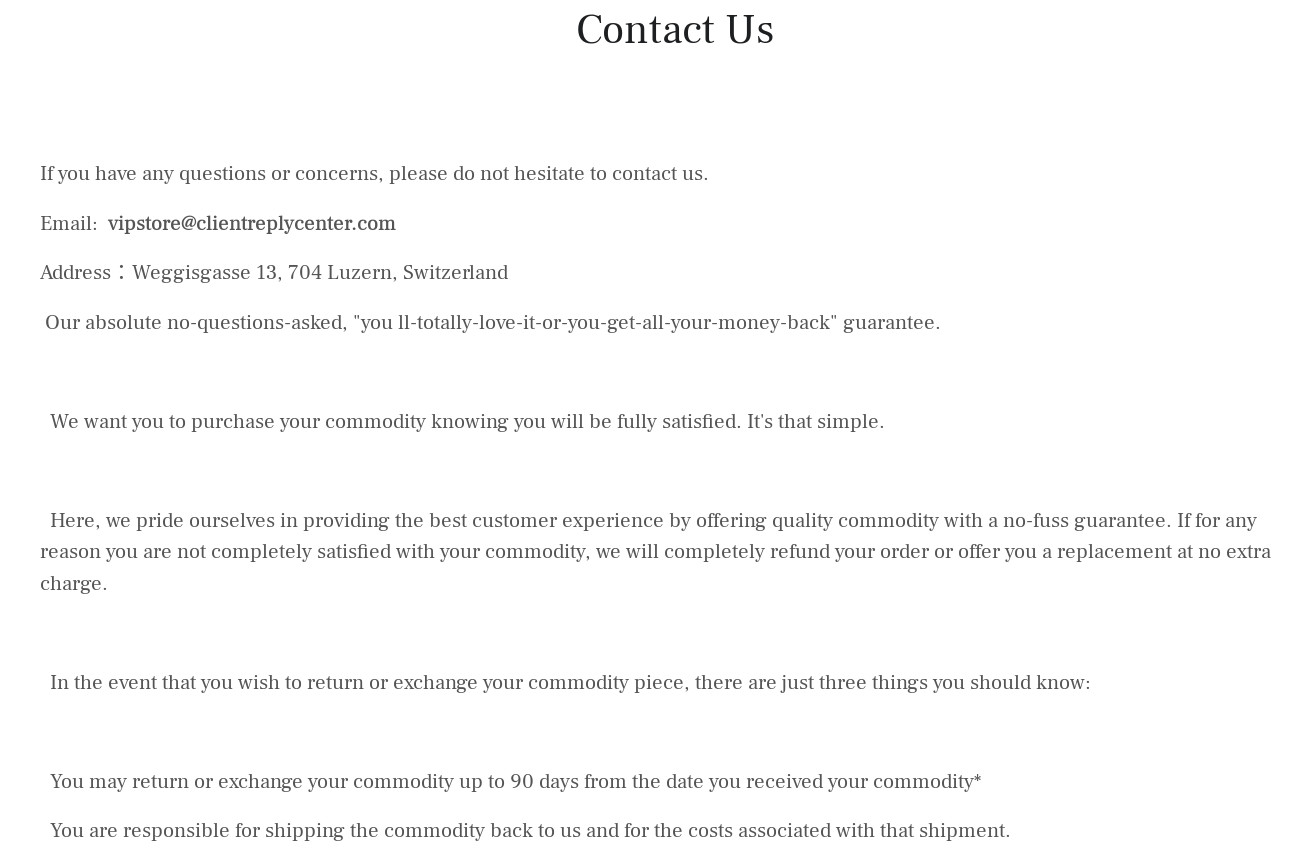 Contact Us
If you have any questions or concerns, please do not hesitate to contact us.
Email:  vipstore@clientreplycenter.com
Address：Weggisgasse 13, 704 Luzern, Switzerland
Our absolute no-questions-asked, "you ll-totally-love-it-or-you-get-all-your-money-back" guarantee.
We want you to purchase your commodity knowing you will be fully satisfied. It's that simple.
Here, we pride ourselves in providing the best customer experience by offering quality commodity with a no-fuss guarantee. If for any
reason you are not completely satisfied with your commodity, we will completely refund your order or offer you a replacement at no extra
charge.
In the event that you wish to return or exchange your commodity piece, there are just three things you should know:
You may return or exchange your commodity up to 90 days from the date you received your commodity*
You are responsible for shipping the commodity back to us and for the costs associated with that shipment.